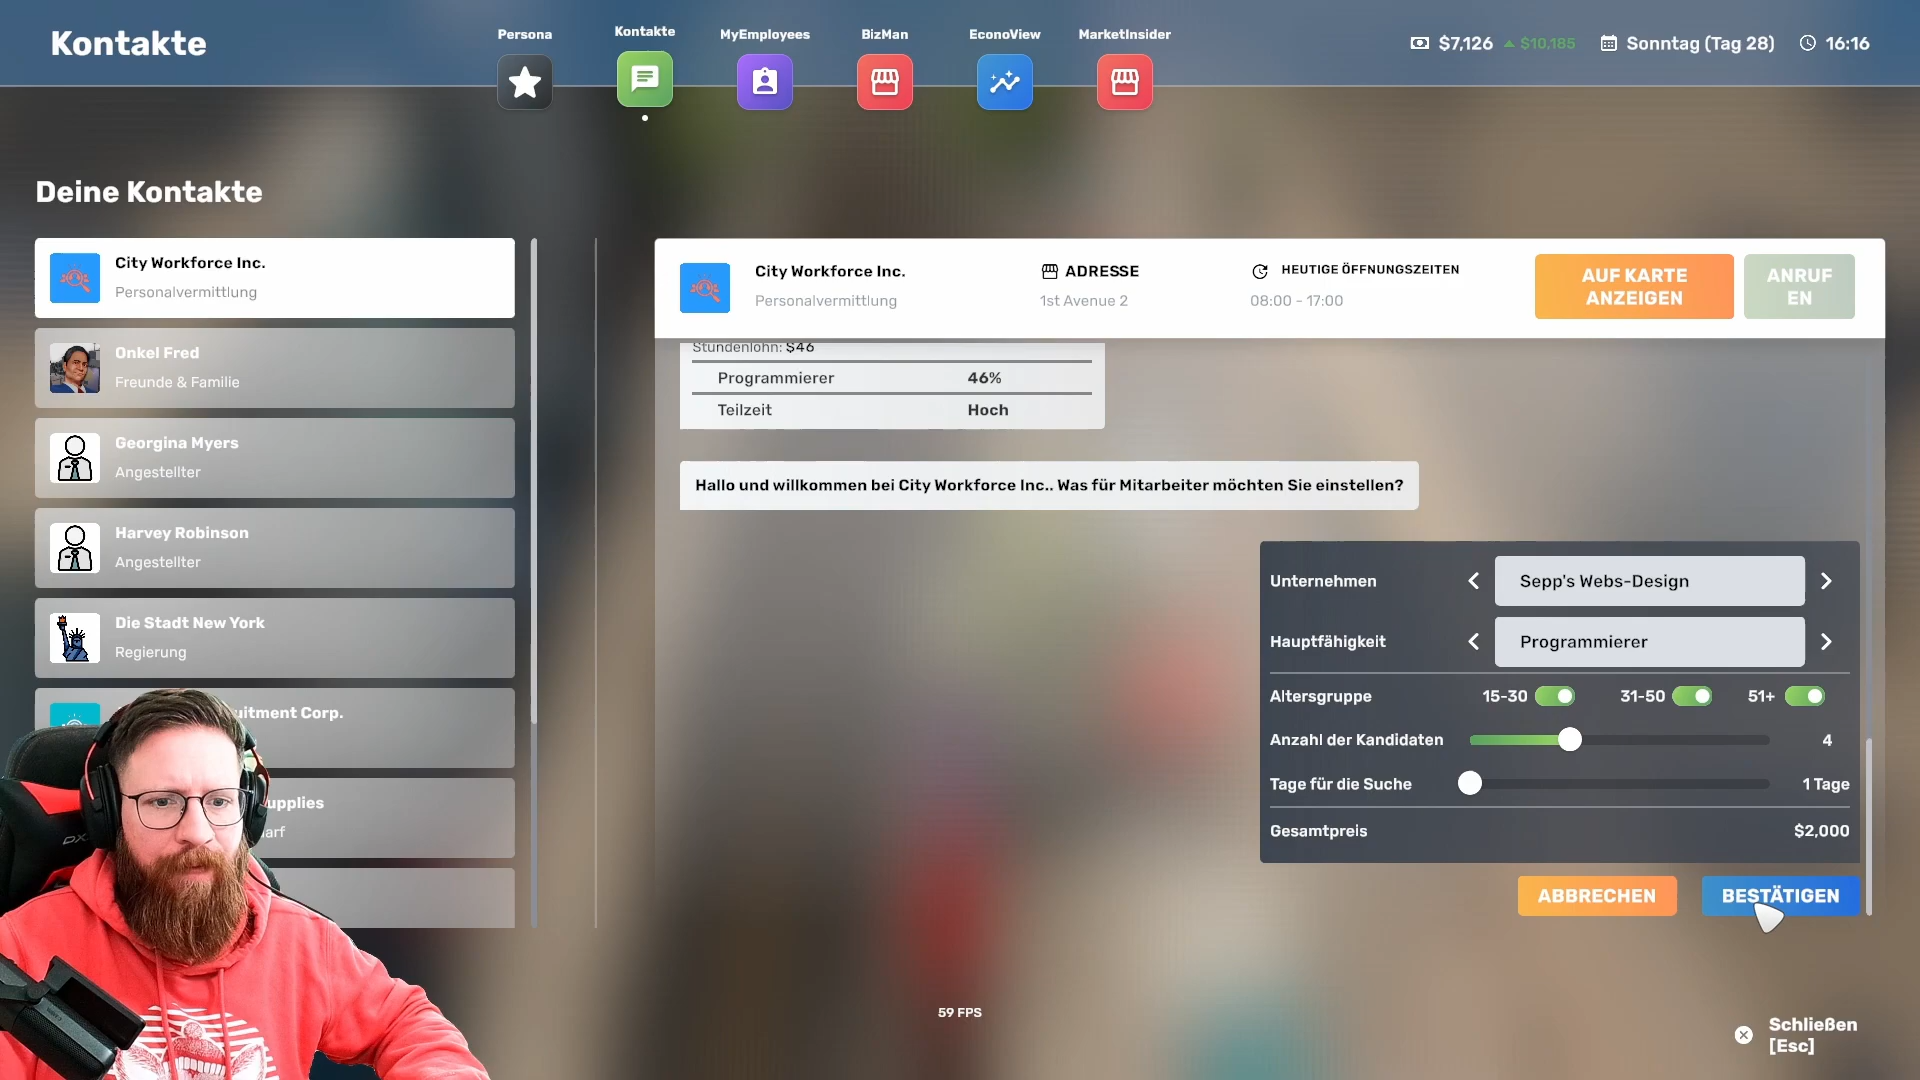 Kontakte
Persona
Kontakte
MyEmployees
BizMan
EconoView
MarketInsider
$7,126
$10,185
Sonntag (Tag 28)
16:16
Deine Kontakte
City Workforce Inc.
Personalvermittlung
Onkel Fred
Freunde & Familie
Georgina Myers
Angestellter
Harvey Robinson
Angestellter
Die Stadt New York
Regierung
Corp.
City Workforce Inc.
Personalvermittlung
ADRESSE
1st Avenue 2
HEUTIGE ÖFFNUNGSZEITEN
08:00 - 17:00
AUF KARTE
ANZEIGEN
ANRUF
EN
Stundenlohn: $46
Programmierer 46%
Teilzeit Hoch
Hallo und willkommen bei City Workforce Inc.. Was für Mitarbeiter möchten Sie einstellen?
Unternehmen
Sepp's Webs-Design
Hauptfähigkeit
Programmierer
Altersgruppe 15-30 31-50 51+
Anzahl der Kandidaten 4
Tage für die Suche 1 Tage
Gesamtpreis $2,000
ABBRECHEN
BESTÄTIGEN
59 FPS
Schließen
[Esc]